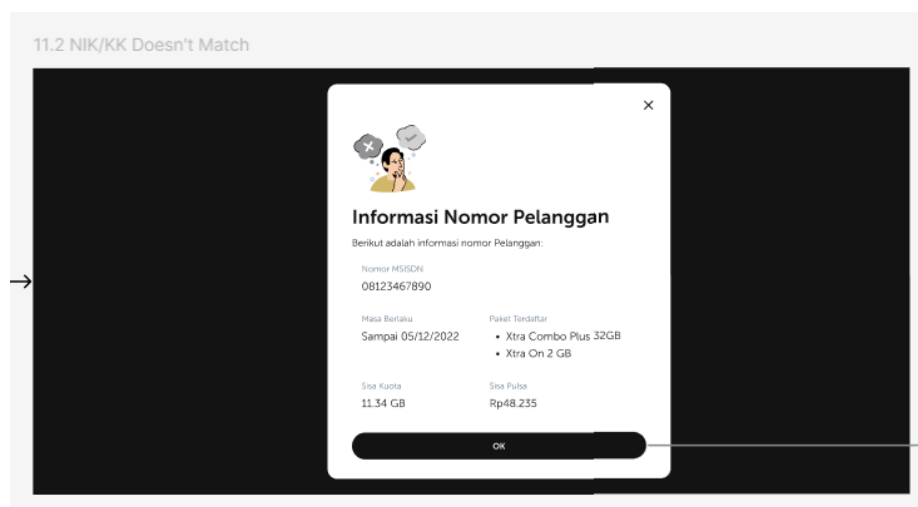 11.2 NIK/KK Doesn't Match
Informasi Nomor Pelanggan
Berikut adalah informasi nomor Pelanggan:
Nomor MSISDN
08123467890
Masa Berlaku
Sampai 05/12/2022
Paket Terdaftar
• Xtra Combo Plus 32GB
• Xtra On 2 GB
Sisa Kuota
11.34 GB
Sisa Pulsa
Rp48.235
OK